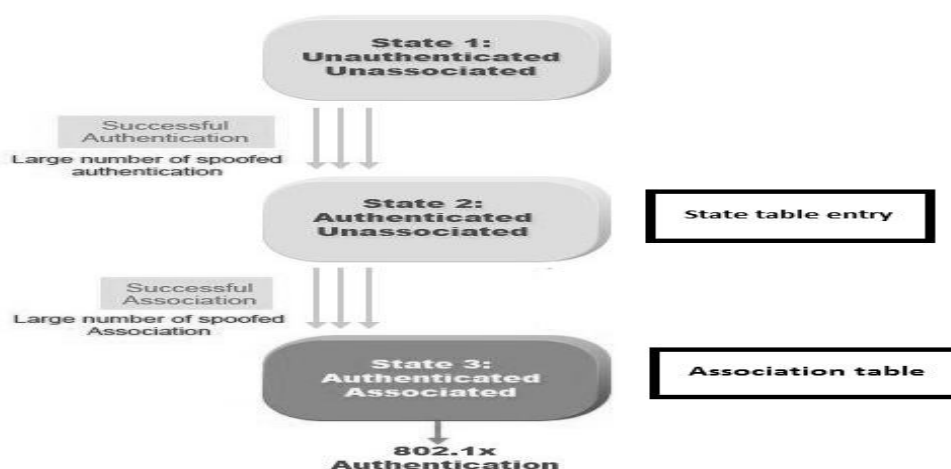 State 1:
Unauthenticated
Unassociated
Successful
Authentication
Large number of spoofed
authentication
State 2:
Authenticated
Unassociated
State table entry
Successful
Association
Large number of spoofed
Association
State 3:
Authenticated
Associated
Association table
802.1x
Authentication